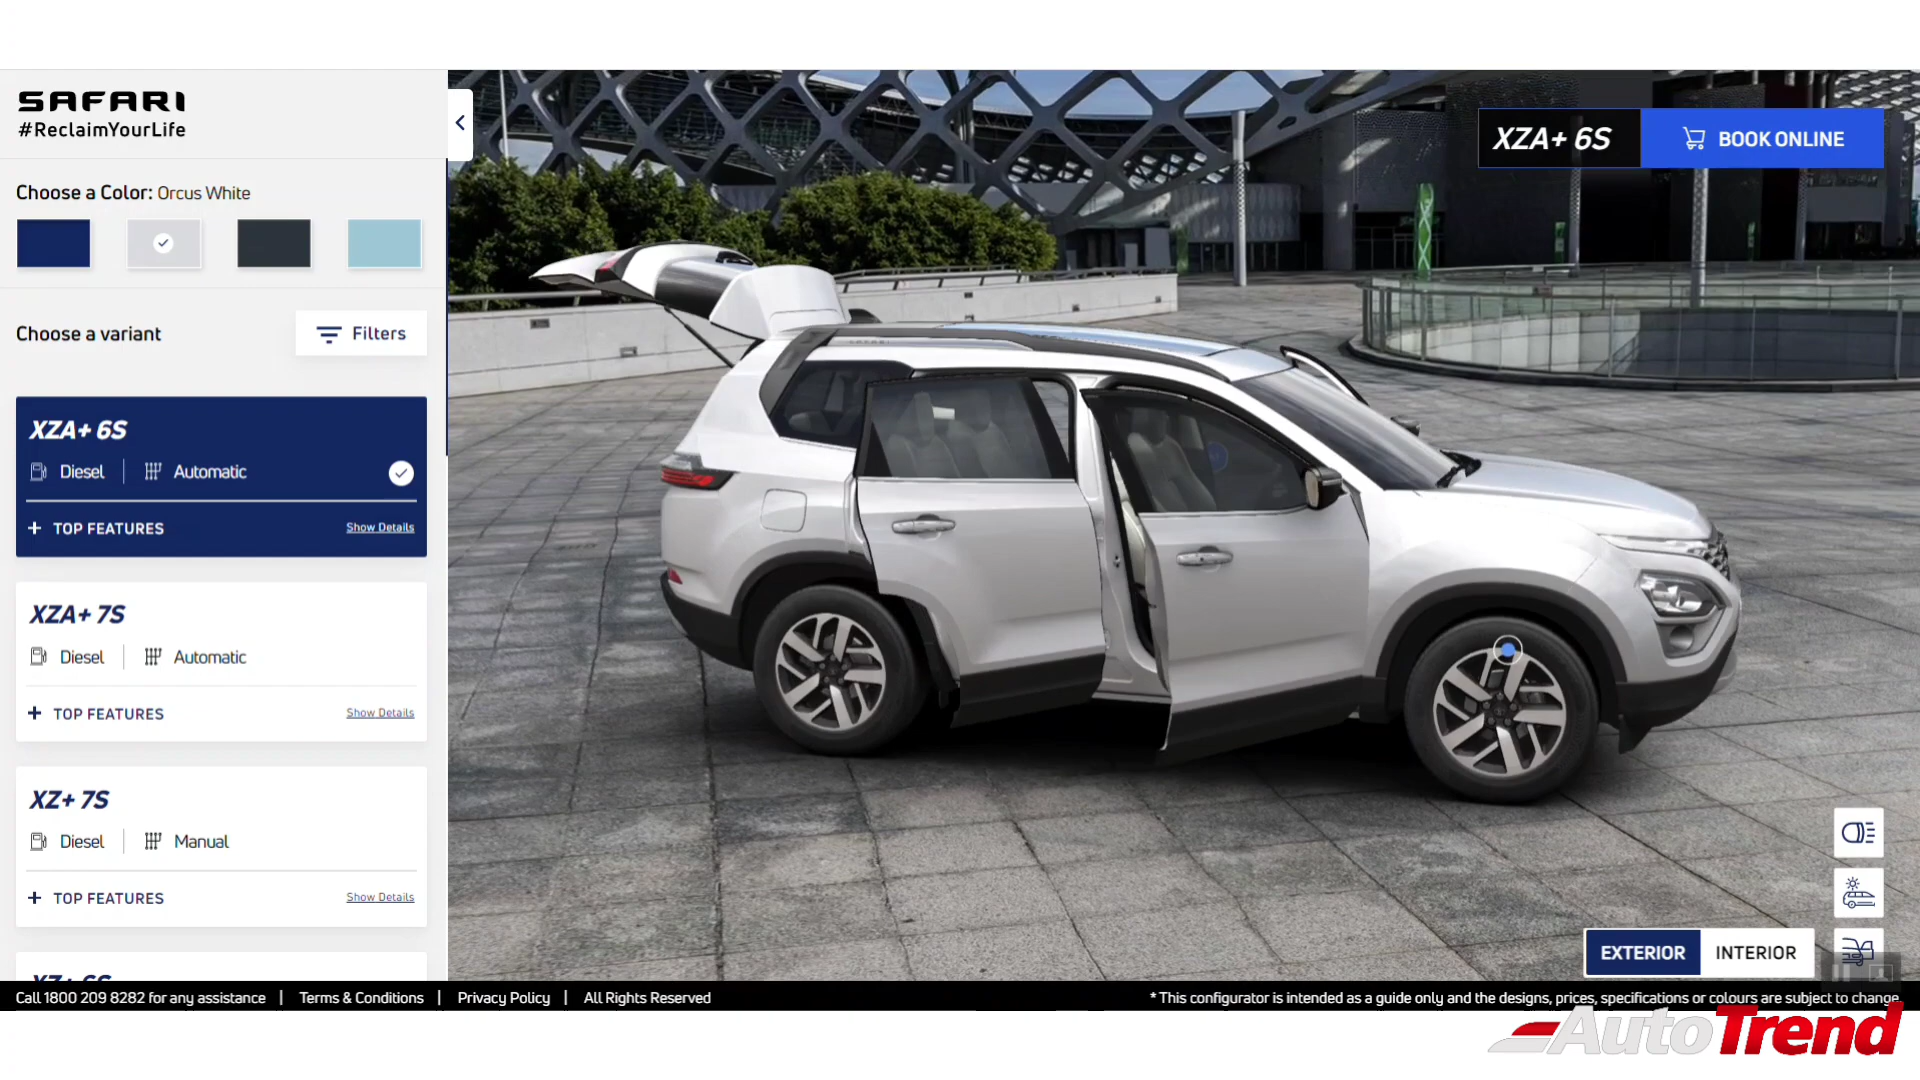 SAFARI
#ReclaimYourLife
Choose a Color: Orcus White
Choose a variant
Filters
XZA+ 6S
Diesel
Automatic
+ TOP FEATURES
Show Details
XZA+ 7S
Diesel
Automatic
+ TOP FEATURES
Show Details
XZ+ 7S
Diesel
Manual
+ TOP FEATURES
Show Details
XZA+ 6S
BOOK ONLINE
SAFARI
EXTERIOR
INTERIOR
Call 1800 209 8282 for any assistance | Terms & Conditions | Privacy Policy | All Rights Reserved
* This configurator is intended as a guide only and the designs, prices, specifications or colours are subject to change.
AutoTrend